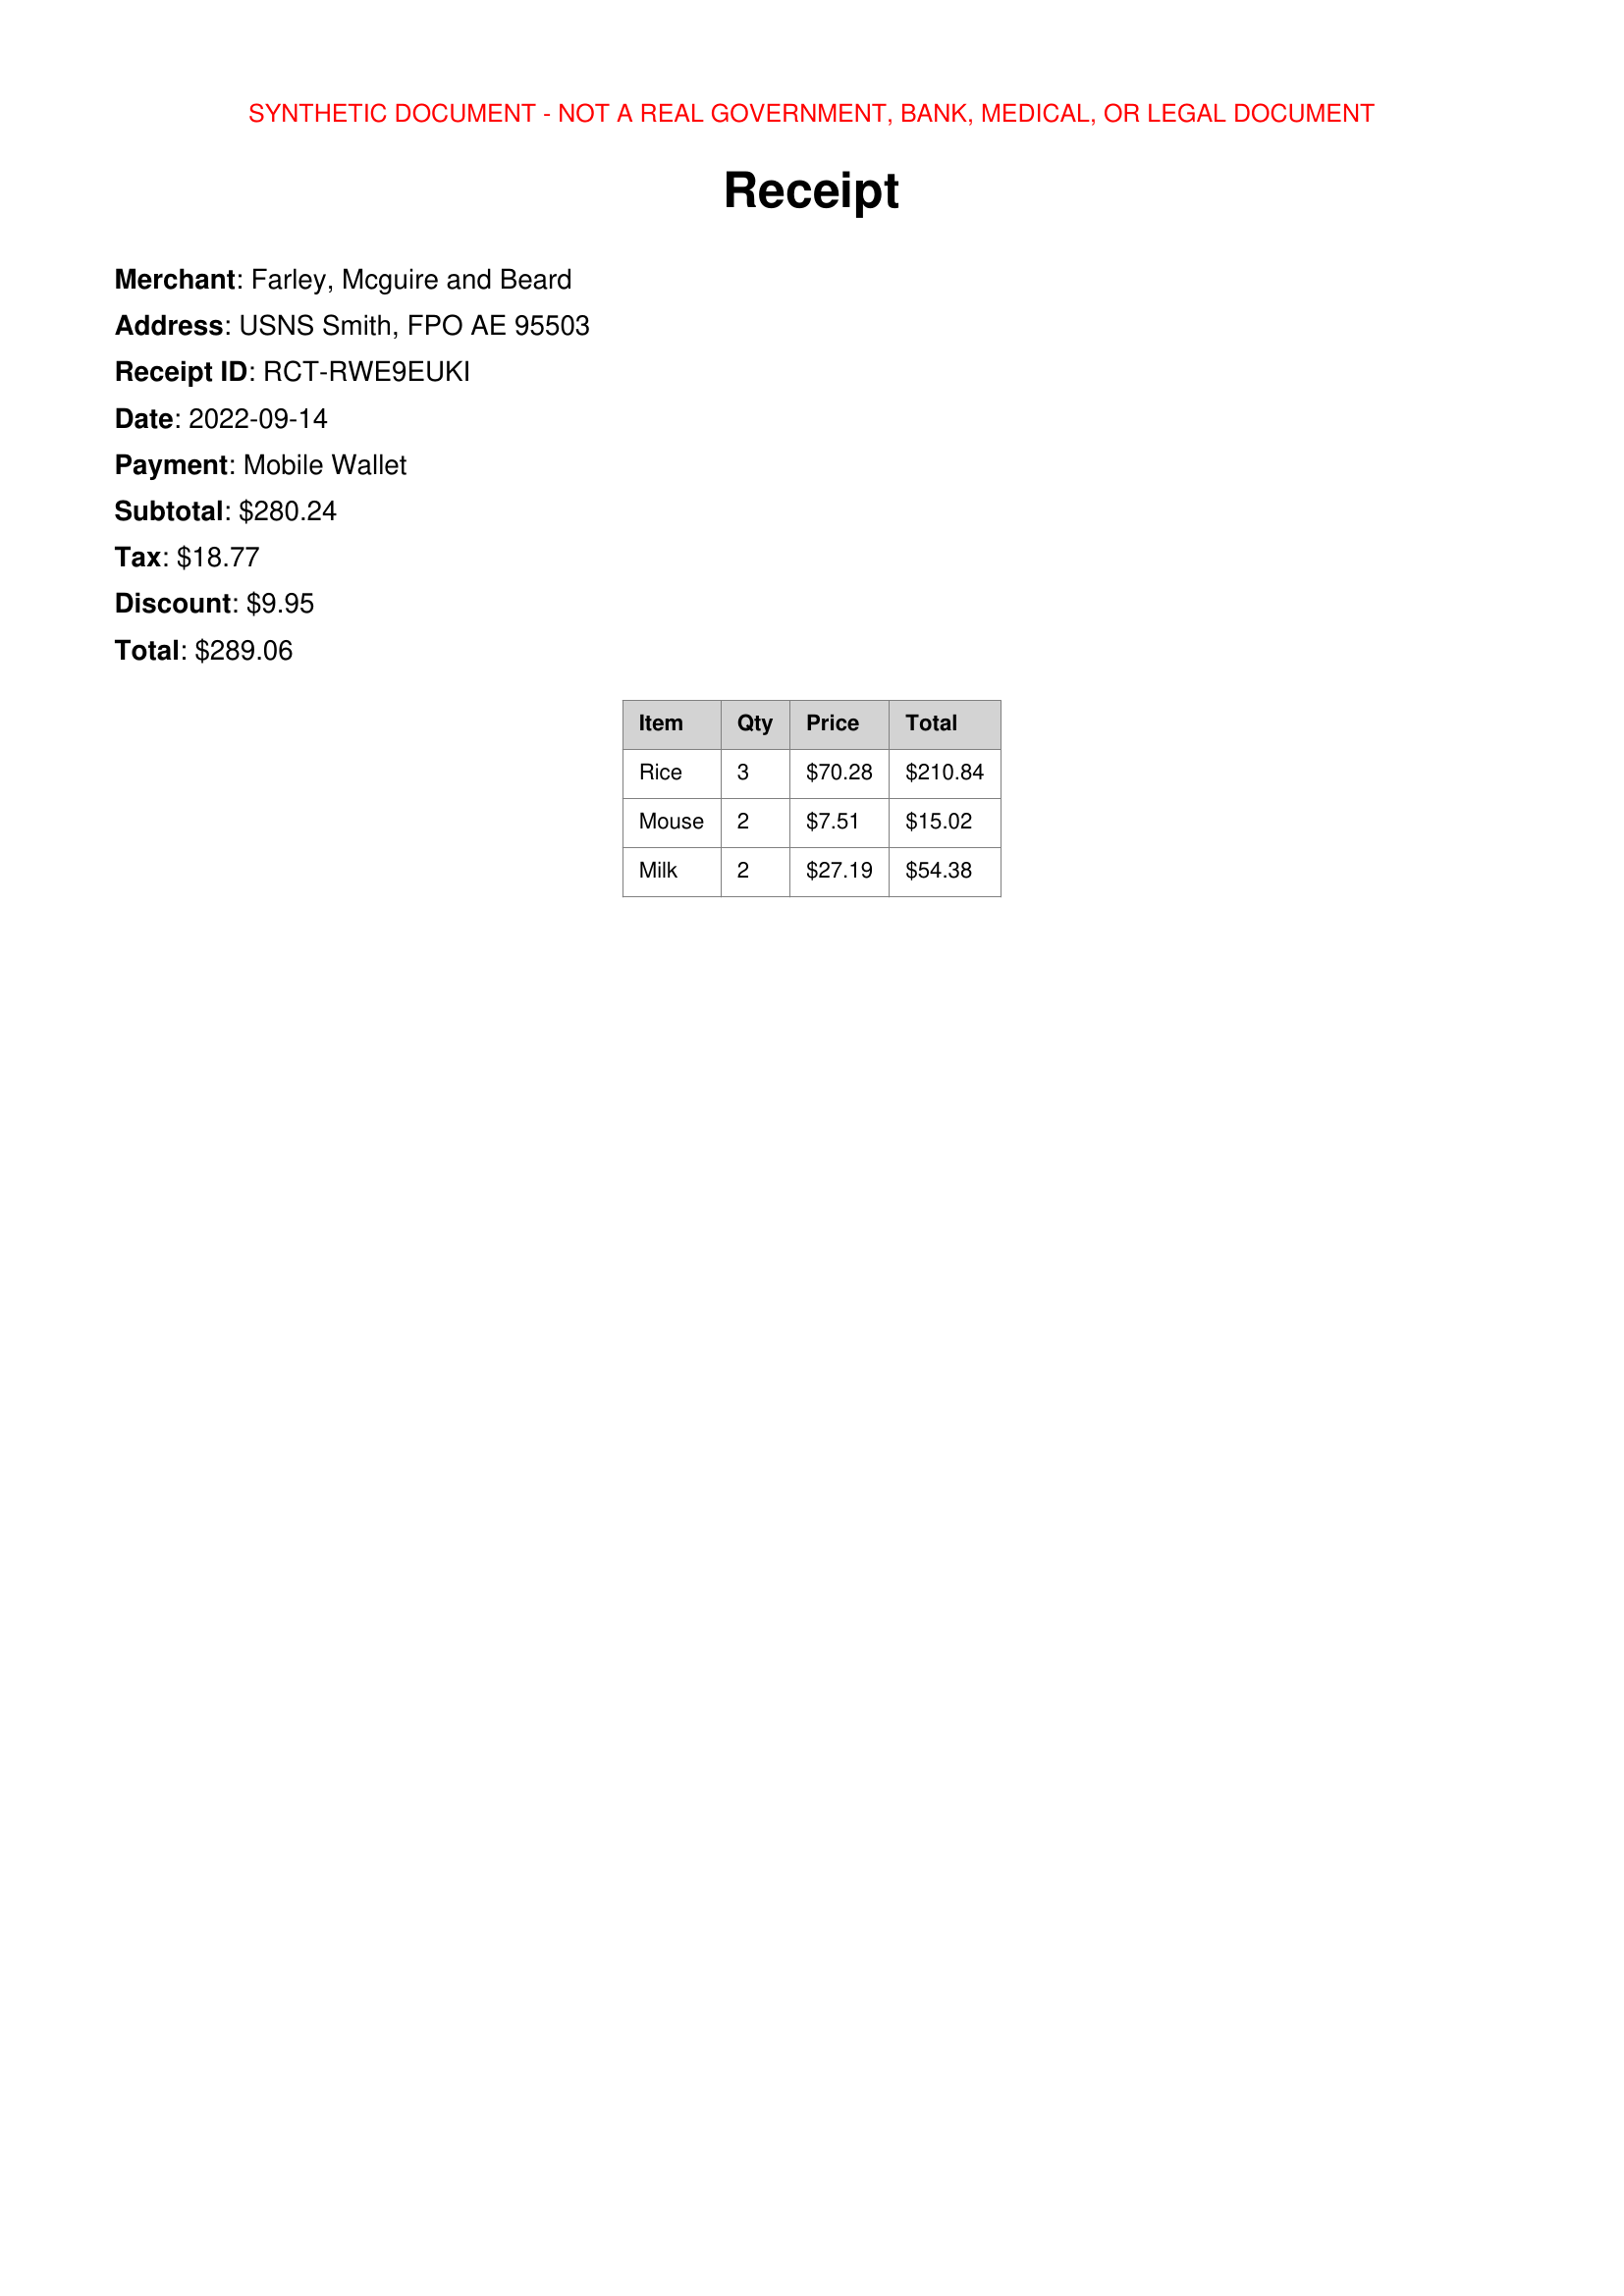 SYNTHETIC DOCUMENT - NOT A REAL GOVERNMENT, BANK, MEDICAL, OR LEGAL DOCUMENT
Receipt
Merchant: Farley, Mcguire and Beard
Address: USNS Smith, FPO AE 95503
Receipt ID: RCT-RWE9EUKI
Date: 2022-09-14
Payment: Mobile Wallet
Subtotal: $280.24
Tax: $18.77
Discount: $9.95
Total: $289.06
Item Qty Price Total
Rice 3 $70.28 $210.84
Mouse 2 $7.51 $15.02
Milk 2 $27.19 $54.38